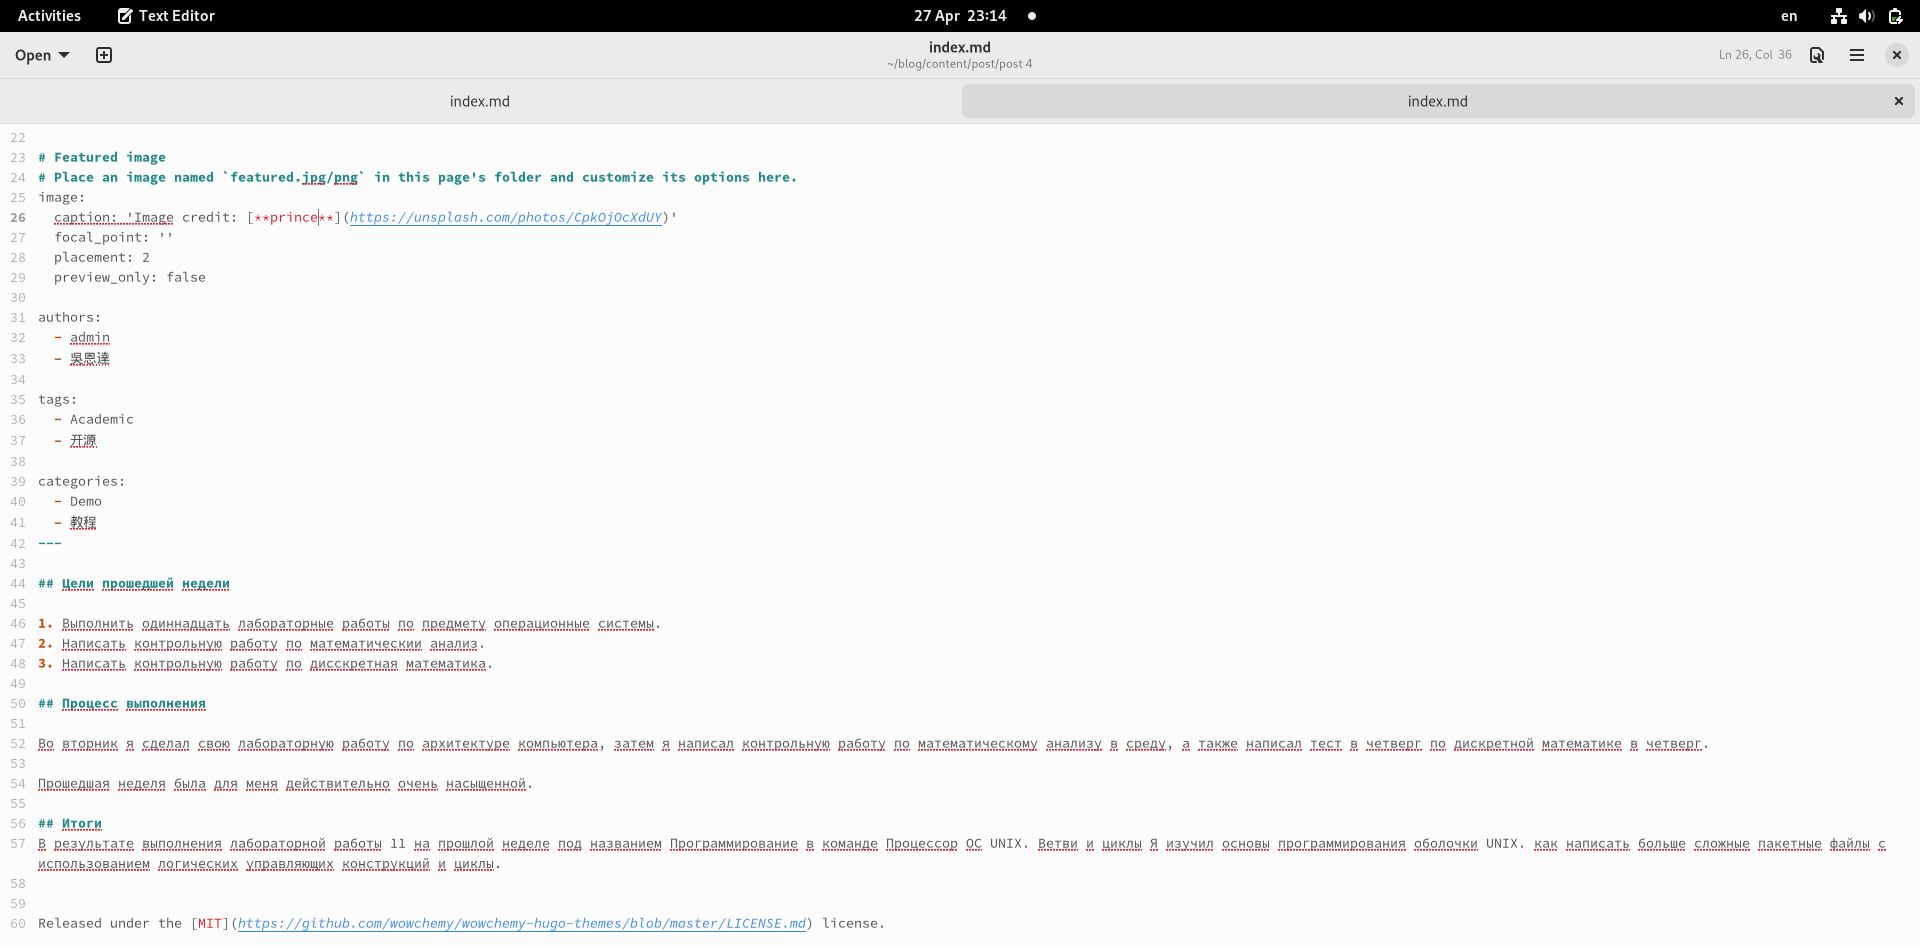 Activities Text Editor 27 Apr 23:14 en
Open index.md Ln 26, Col 36
~/blog/content/post/post 4
index.md index.md
22
23 # Featured image
24 # Place an image named `featured.jpg/png` in this page's folder and customize its options here.
25 image:
26 caption: 'Image credit: [**prince**](https://unsplash.com/photos/CpkOjOcXdUY)'
27 focal_point: ''
28 placement: 2
29 preview_only: false
30
31 authors:
32 - admin
33 - 吳恩達
34
35 tags:
36 - Academic
37 - 开源
38
39 categories:
40 - Demo
41 - 教程
42 ---
43
44 ## Цели прошедшей недели
45
46 1. Выполнить одиннадцать лабораторные работы по предмету операционные системы.
47 2. Написать контрольную работу по математическии анализ.
48 3. Написать контрольную работу по дисскретная математика.
49
50 ## Процесс выполнения
51
52 Во вторник я сделал свою лабораторную работу по архитектуре компьютера, затем я написал контрольную работу по математическому анализу в среду, а также написал тест в четверг по дискретной математике в четверг.
53
54 Прошедшая неделя была для меня действительно очень насыщенной.
55
56 ## Итоги
57 В результате выполнения лабораторной работы 11 на прошлой неделе под названием Программирование в команде Процессор ОС UNIX. Ветви и циклы Я изучил основы программирования оболочки UNIX. как написать больше сложные пакетные файлы с
использованием логических управляющих конструкций и циклы.
58
59
60 Released under the [MIT](https://github.com/wowchemy/wowchemy-hugo-themes/blob/master/LICENSE.md) license.